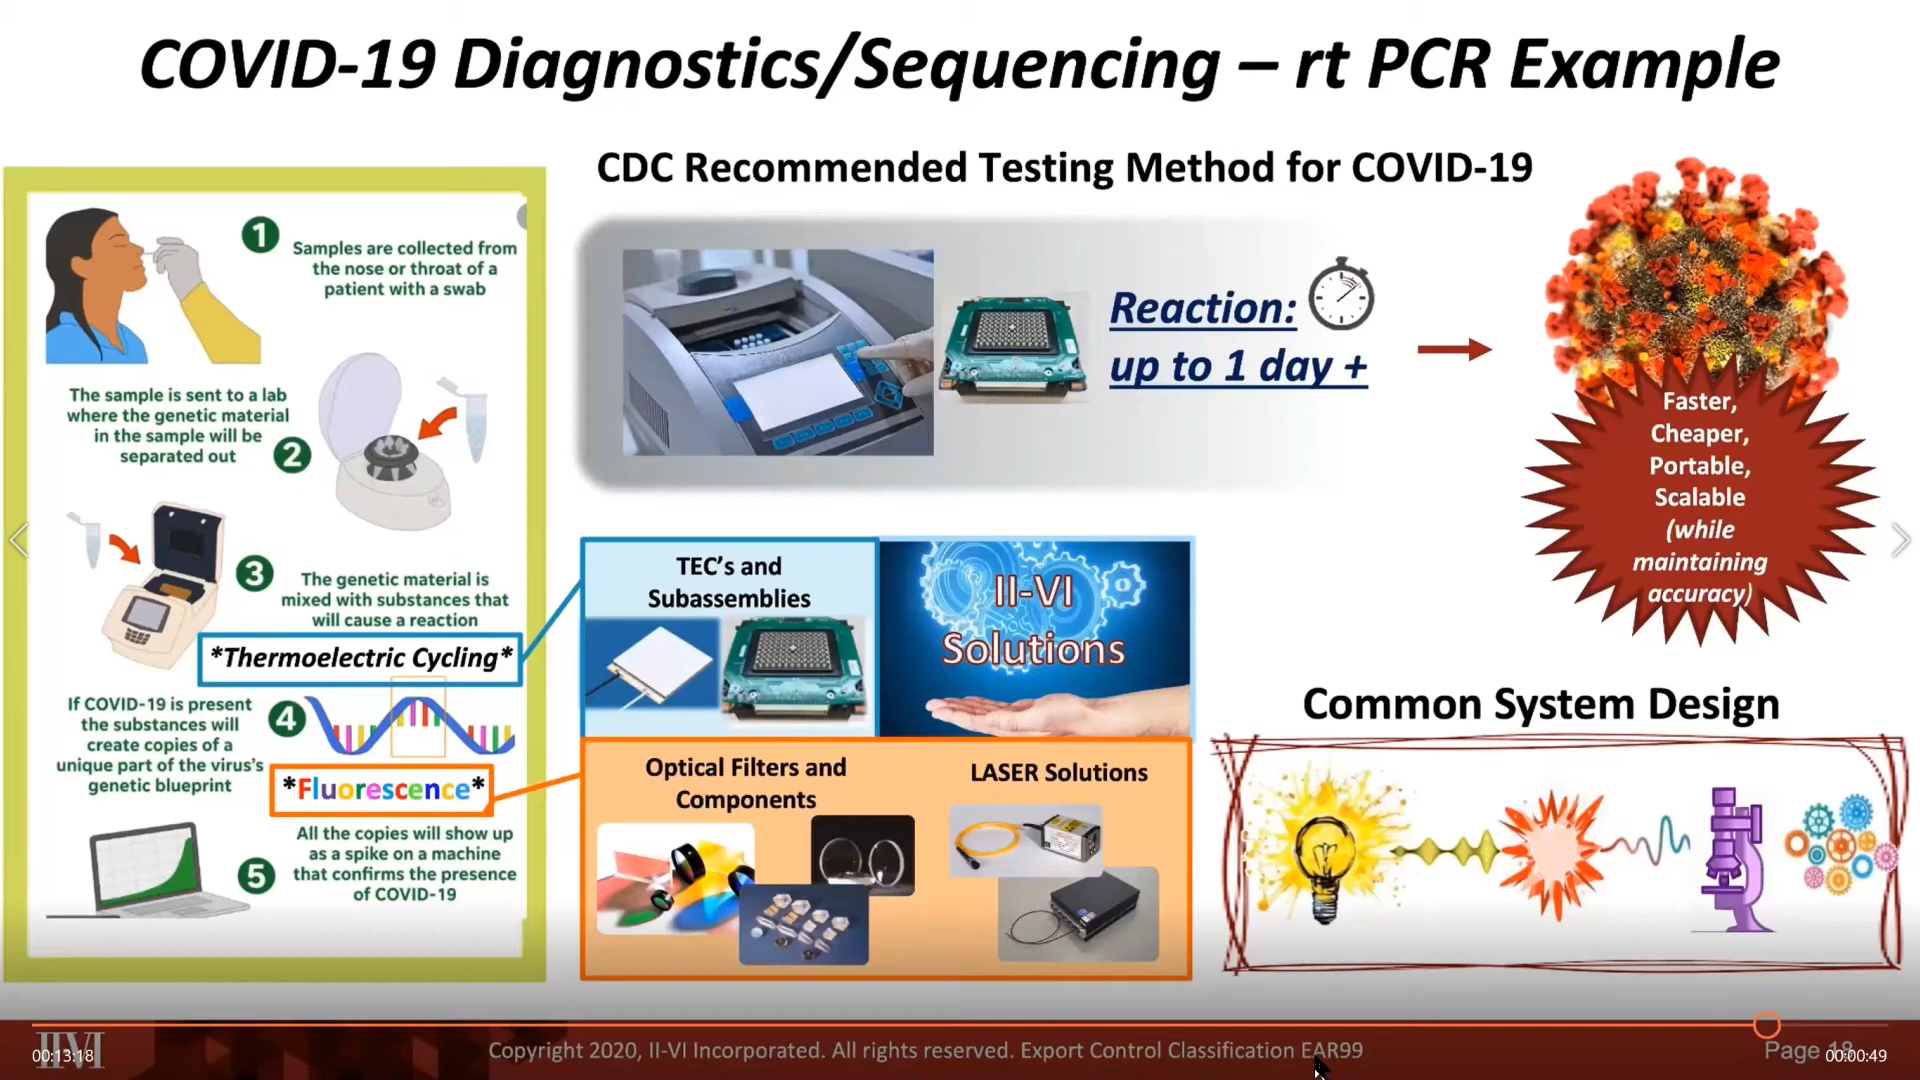 COVID-19 Diagnostics/Sequencing – rt PCR Example
CDC Recommended Testing Method for COVID-19
1
Samples are collected from
the nose or throat of a
patient with a swab
The sample is sent to a lab
where the genetic material
in the sample will be
separated out
2
3
The genetic material is
mixed with substances that
will cause a reaction
*Thermoelectric Cycling*
If COVID-19 is present
the substances will
create copies of a
unique part of the virus's
genetic blueprint
4
*Fluorescence*
5
All the copies will show up
as a spike on a machine
that confirms the presence
of COVID-19
Reaction:
up to 1 day +
Faster,
Cheaper,
Portable,
Scalable
(while
maintaining
accuracy)
TEC's and
Subassemblies
II-VI
Solutions
Optical Filters and
Components
LASER Solutions
Common System Design
II-VI
00:13:18
Copyright 2020, II-VI Incorporated. All rights reserved. Export Control Classification EAR99
Page
00:00:49